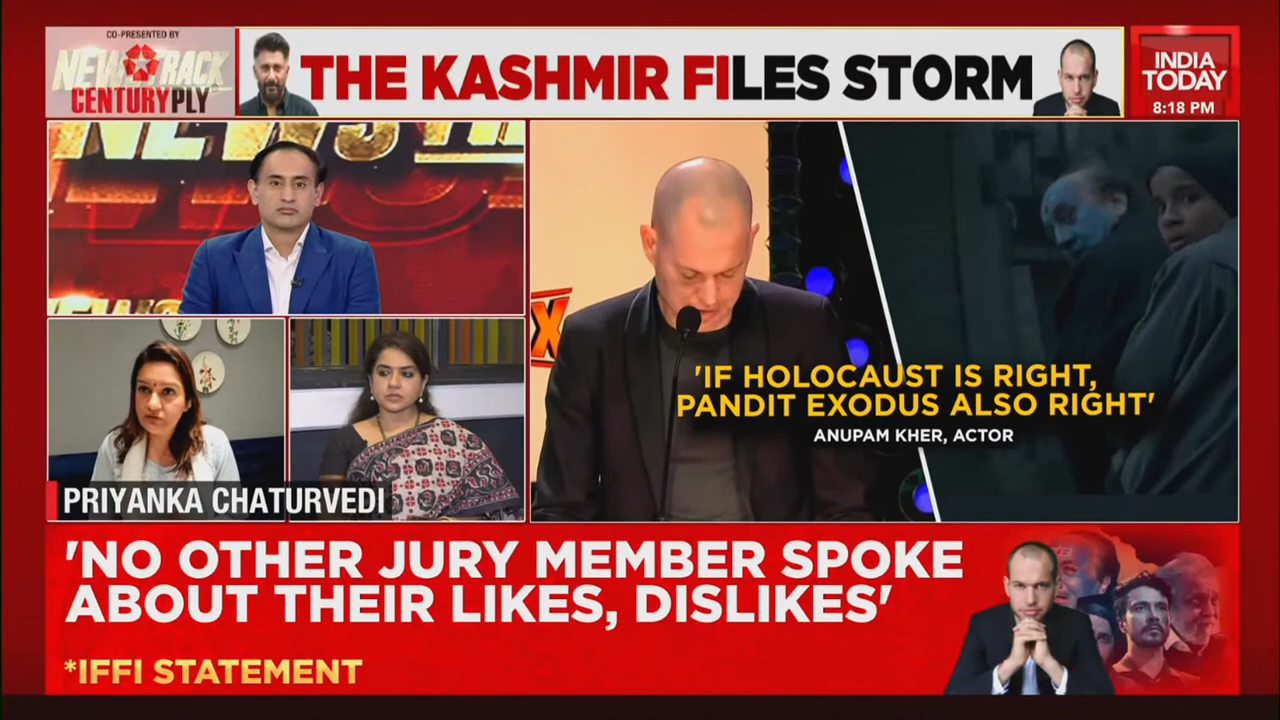 CO-PRESENTED BY
NEWSTRACK
CENTURYPLY
THE KASHMIR FILES STORM
INDIA
TODAY
8:18 PM
NEWS
X
'IF HOLOCAUST IS RIGHT,
PANDIT EXODUS ALSO RIGHT'
ANUPAM KHER, ACTOR
PRIYANKA CHATURVEDI
'NO OTHER JURY MEMBER SPOKE
ABOUT THEIR LIKES, DISLIKES'
*IFFI STATEMENT